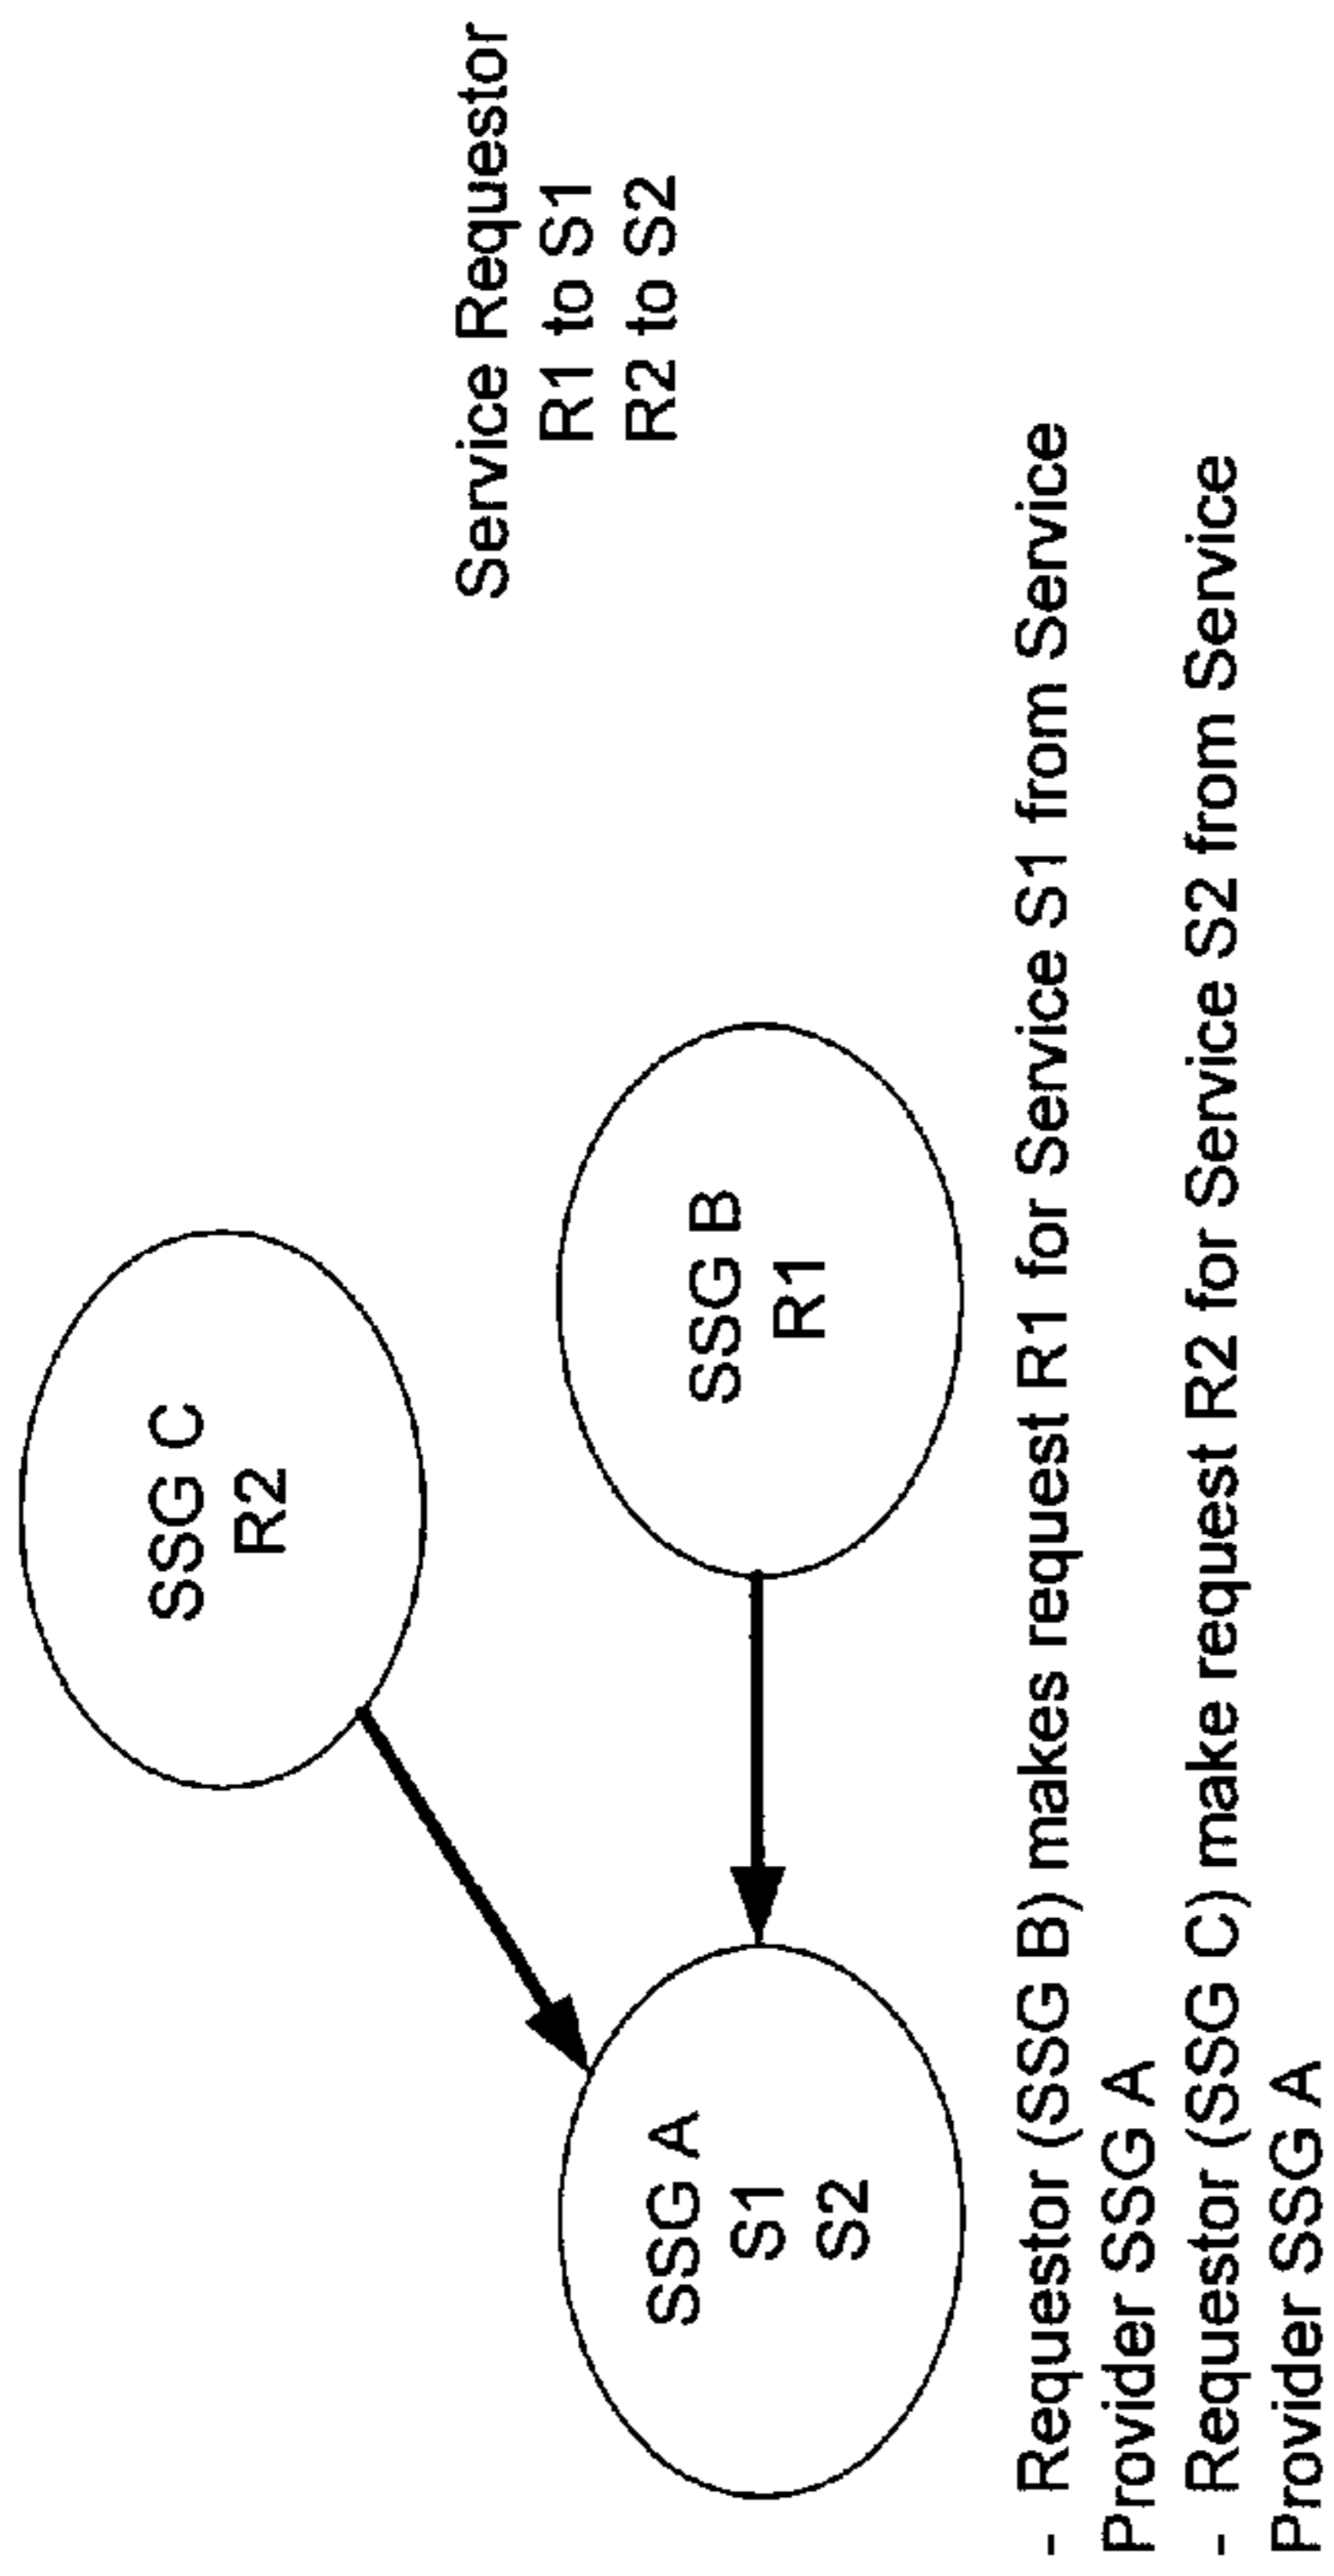 SSG C
R2
Service Requestor
R1 to S1
R2 to S2
SSG A
S1
S2
SSG B
R1
- Requestor (SSG B) makes request R1 for Service S1 from Service
Provider SSG A
- Requestor (SSG C) make request R2 for Service S2 from Service
Provider SSG A